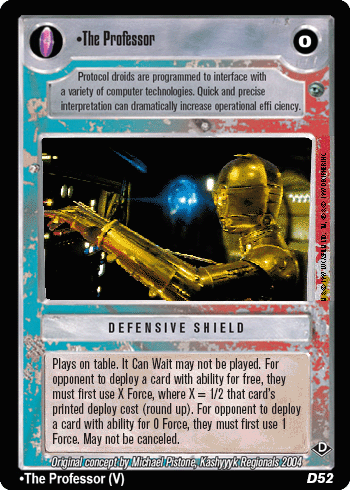 •The Professor
0
Protocol droids are programmed to interface with
a variety of computer technologies. Quick and precise
interpretation can dramatically increase operational effi ciency.
DEFENSIVE SHIELD
Plays on table. It Can Wait may not be played. For
opponent to deploy a card with ability for free, they
must first use X Force, where X = 1/2 that card's
printed deploy cost (round up). For opponent to deploy
a card with ability for 0 Force, they must first use 1
Force. May not be canceled.
D
Original concept by Michael Pistone, Kashyyyk Regionals 2004
•The Professor (V)
D52